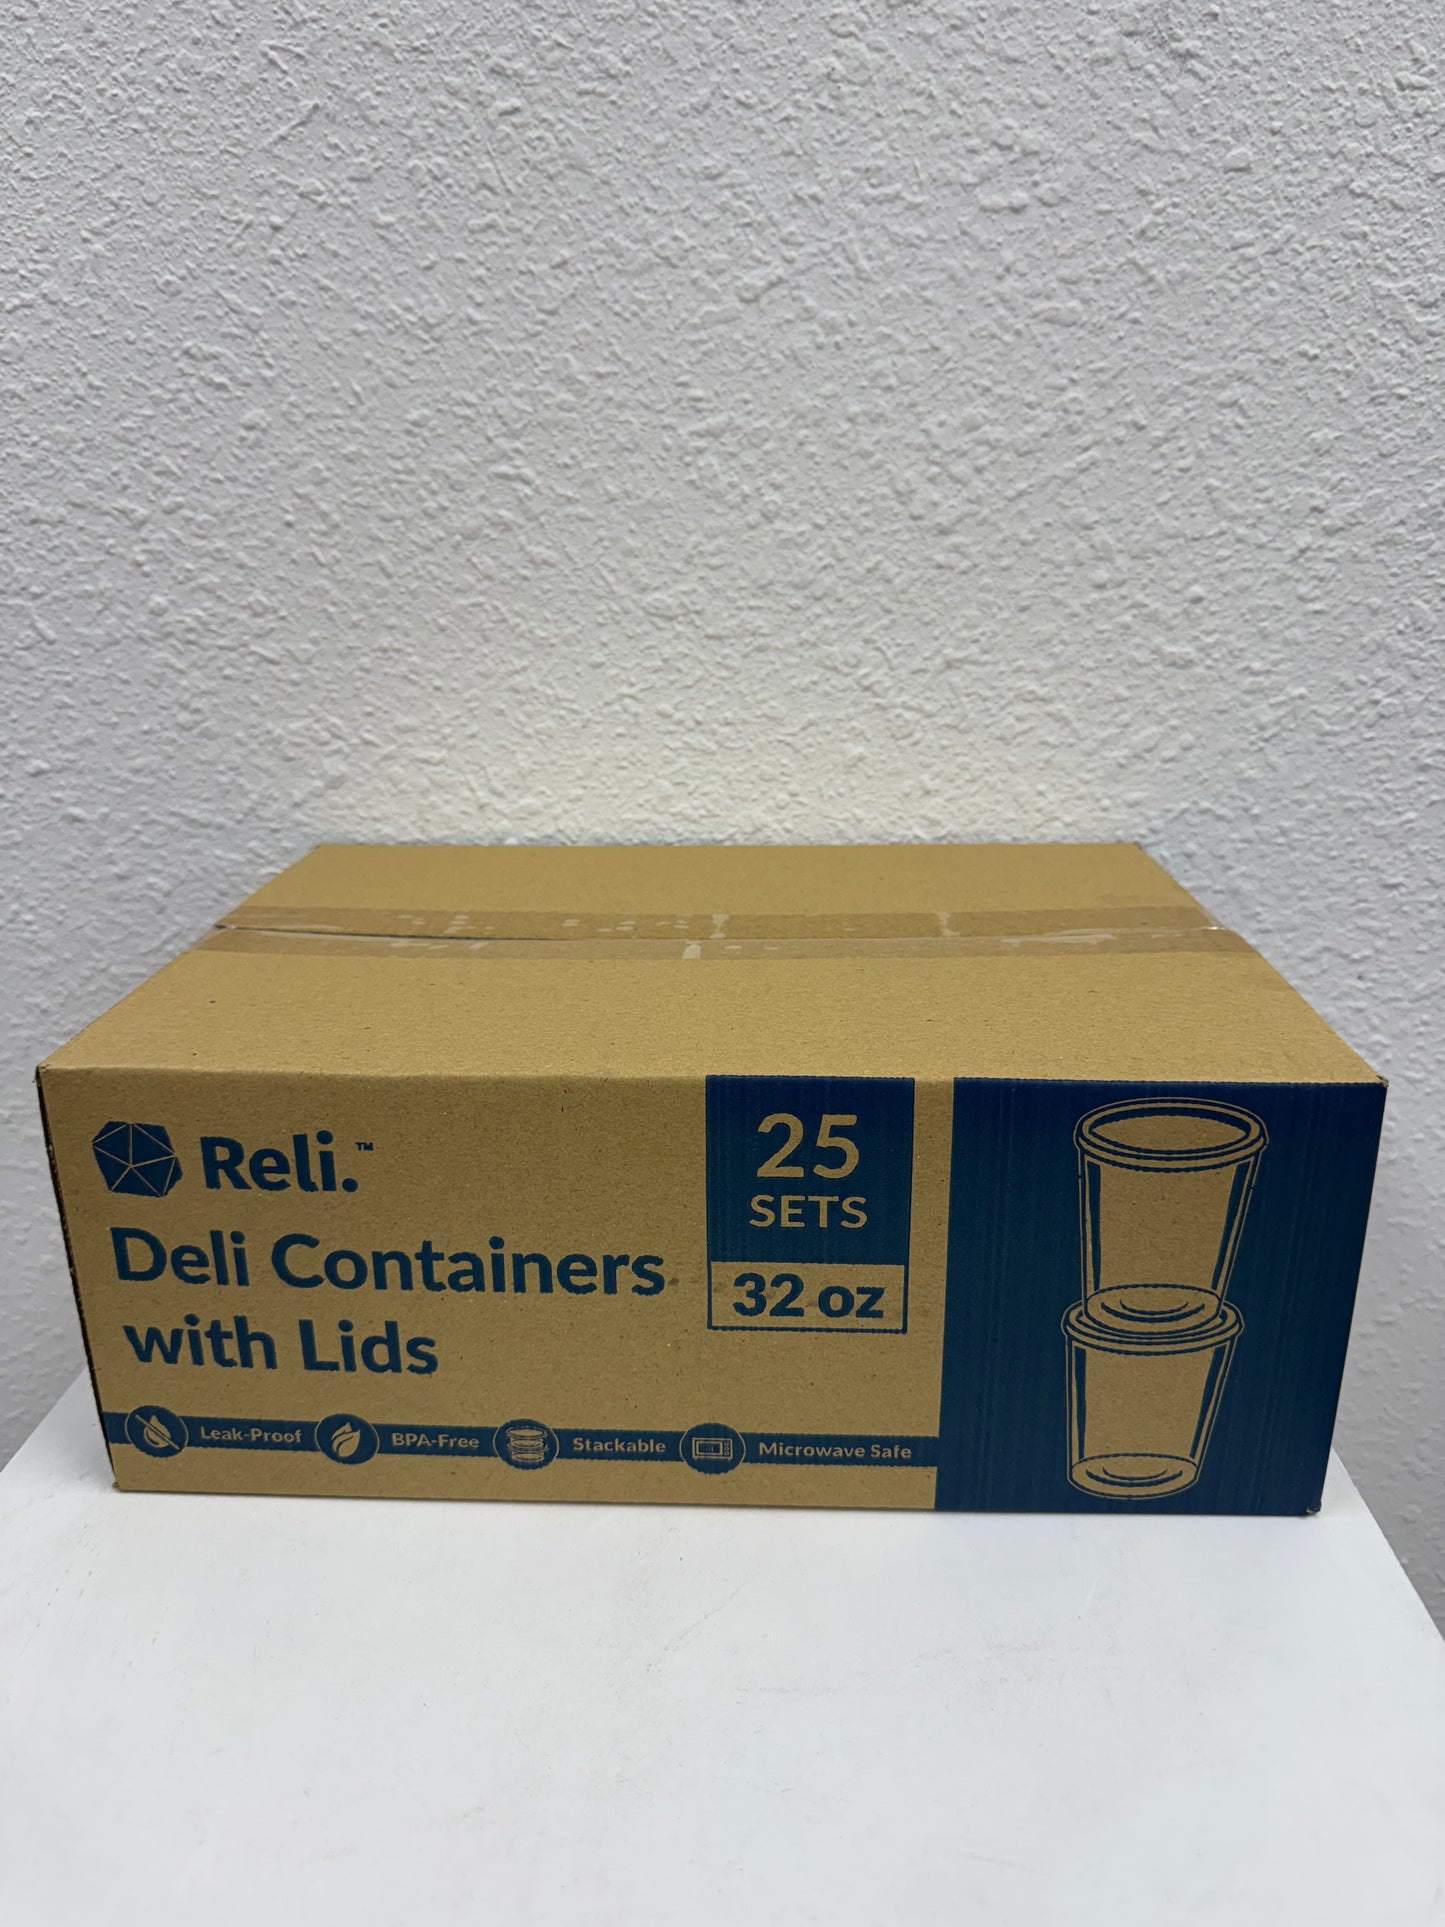 Reli.™
Deli Containers
with Lids
25
SETS
32 oz
Leak-Proof
BPA-Free
Stackable
Microwave Safe